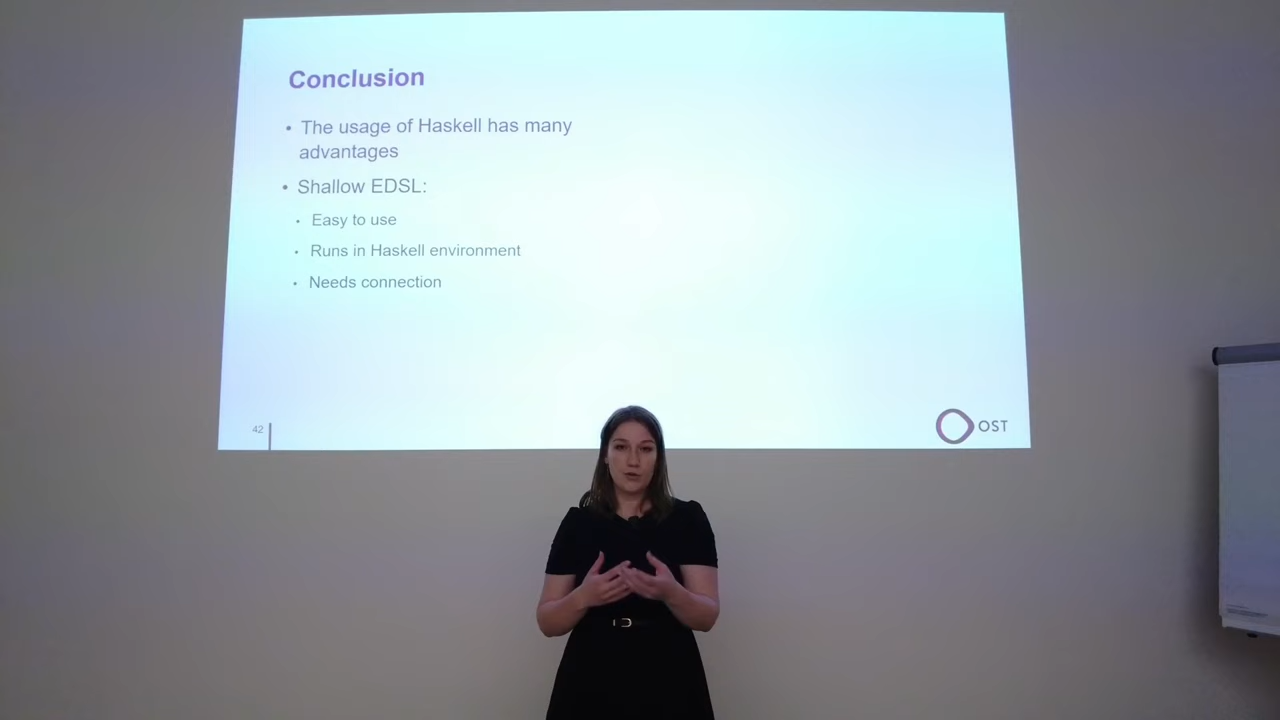 Conclusion
• The usage of Haskell has many
advantages
• Shallow EDSL:
• Easy to use
• Runs in Haskell environment
• Needs connection
42
OST